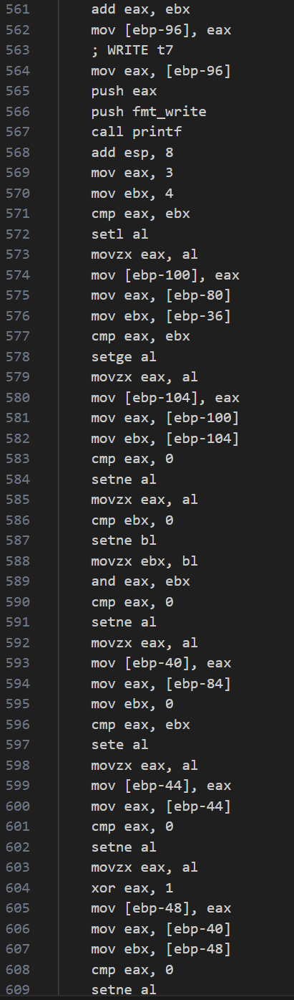 561 add eax, ebx
562 mov [ebp-96], eax
563 ; WRITE t7
564 mov eax, [ebp-96]
565 push eax
566 push fmt_write
567 call printf
568 add esp, 8
569 mov eax, 3
570 mov ebx, 4
571 cmp eax, ebx
572 setl al
573 movzx eax, al
574 mov [ebp-100], eax
575 mov eax, [ebp-80]
576 mov ebx, [ebp-36]
577 cmp eax, ebx
578 setge al
579 movzx eax, al
580 mov [ebp-104], eax
581 mov eax, [ebp-100]
582 mov ebx, [ebp-104]
583 cmp eax, 0
584 setne al
585 movzx eax, al
586 cmp ebx, 0
587 setne bl
588 movzx ebx, bl
589 and eax, ebx
590 cmp eax, 0
591 setne al
592 movzx eax, al
593 mov [ebp-40], eax
594 mov eax, [ebp-84]
595 mov ebx, 0
596 cmp eax, ebx
597 sete al
598 movzx eax, al
599 mov [ebp-44], eax
600 mov eax, [ebp-44]
601 cmp eax, 0
602 setne al
603 movzx eax, al
604 xor eax, 1
605 mov [ebp-48], eax
606 mov eax, [ebp-40]
607 mov ebx, [ebp-48]
608 cmp eax, 0
609 setne al